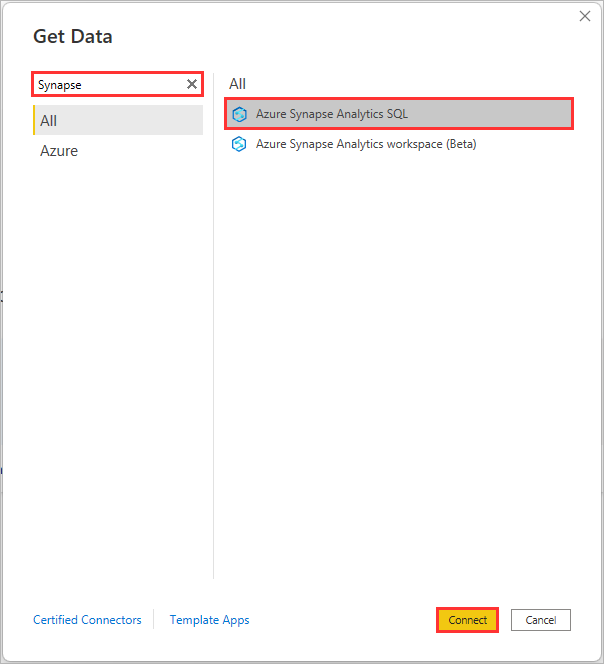 Get Data
Synapse
All
Azure
All
Azure Synapse Analytics SQL
Azure Synapse Analytics workspace (Beta)
Certified Connectors
Template Apps
Connect
Cancel